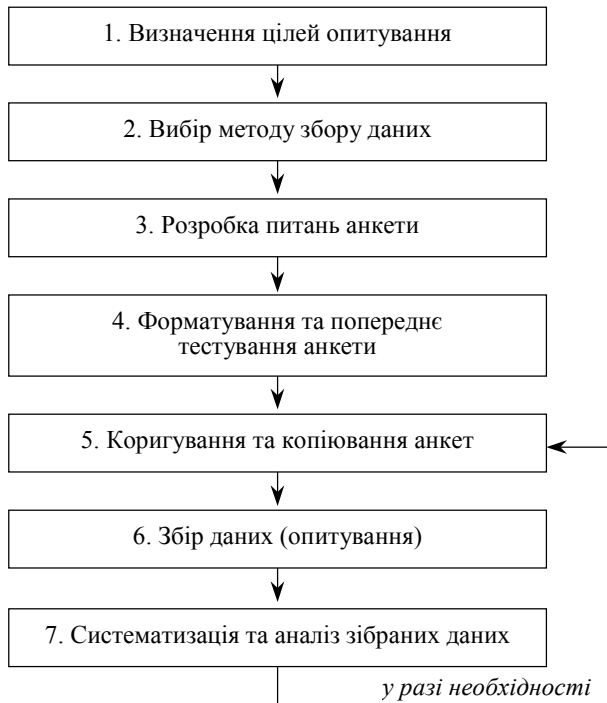 1. Визначення цілей опитування
2. Вибір методу збору даних
3. Розробка питань анкети
4. Форматування та попереднє
тестування анкети
5. Коригування та копіювання анкет
6. Збір даних (опитування)
7. Систематизація та аналіз зібраних даних
у разі необхідності